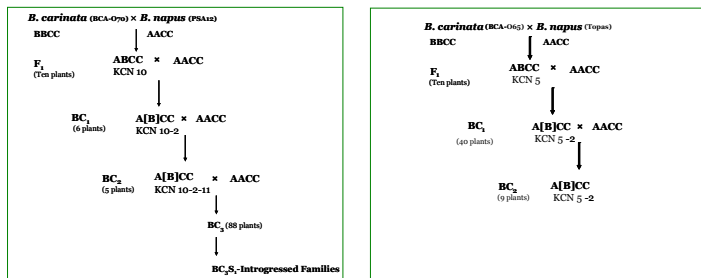 B. carinata (BCA-070) × B. napus (PSA12)
BBCC AACC
F₁ ABCC × AACC
(Ten plants) KCN 10
BC₁ A[B]CC × AACC
(6 plants) KCN 10-2
BC₂ A[B]CC × AACC
(5 plants) KCN 10-2-11
BC₃ (88 plants)
BC₃S₁-Introgressed Families
B. carinata (BCA-065) × B. napus (Topas)
BBCC AACC
F₁ ABCC × AACC
(Ten plants) KCN 5
BC₁ A[B]CC × AACC
(40 plants) KCN 5 -2
BC₂ A[B]CC
(9 plants) KCN 5 -2